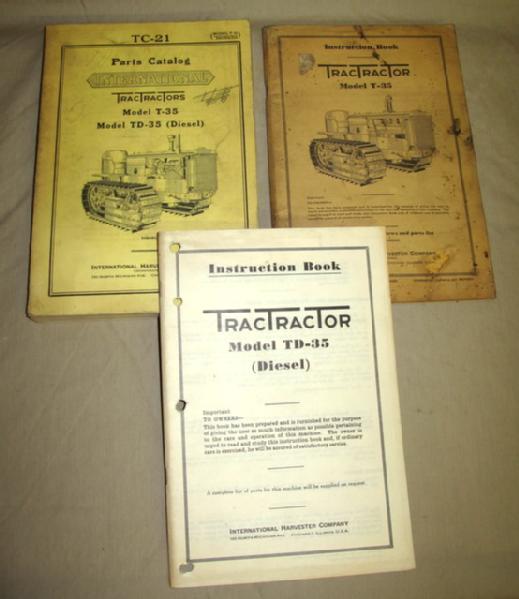 TC-21
Parts Catalog
INTERNATIONAL
TRACTRACTORS
Model T-35
Model TD-35 (Diesel)
INTERNATIONAL HARVESTER
Instruction Book
TRACTRACTOR
Model T-35
HARVESTER COMPANY
Instruction Book
TRACTRACTOR
Model TD-35
(Diesel)
Important
TO OWNERS—
This book has been prepared and is furnished for the purpose
of giving the user as much information as possible pertaining
to the care and operation of this machine. The owner is
urged to read and study this instruction book and, if ordinary
care is exercised, he will be assured of satisfactory service.
A complete list of parts for this machine will be supplied on request.
INTERNATIONAL HARVESTER COMPANY